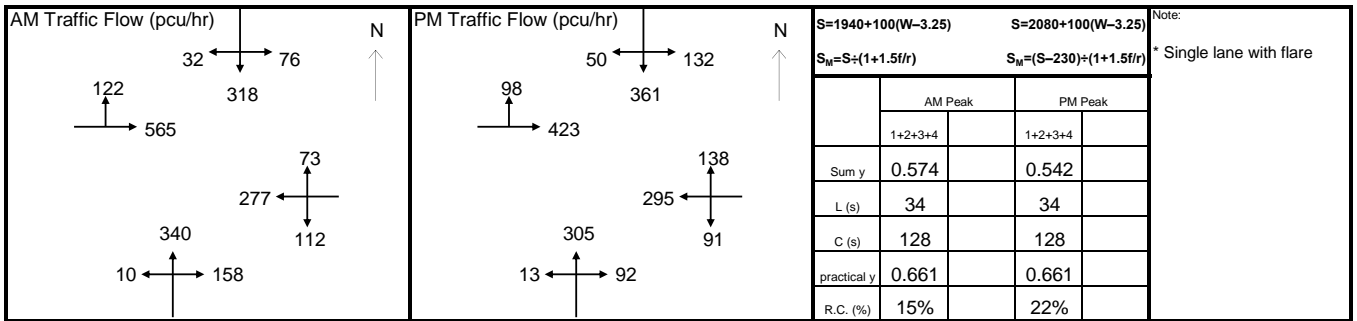 AM Traffic Flow (pcu/hr)
N
32
76
318
122
565
73
277
112
340
10
158
PM Traffic Flow (pcu/hr)
N
50
132
361
98
423
138
295
91
305
13
92
S=1940+100(W–3.25) S=2080+100(W–3.25)
S_M=S÷(1+1.5f/r) S_M=(S–230)÷(1+1.5f/r)
AM Peak PM Peak
1+2+3+4 1+2+3+4
Sum y 0.574 0.542
L (s) 34 34
C (s) 128 128
practical y 0.661 0.661
R.C. (%) 15% 22%
Note:
* Single lane with flare